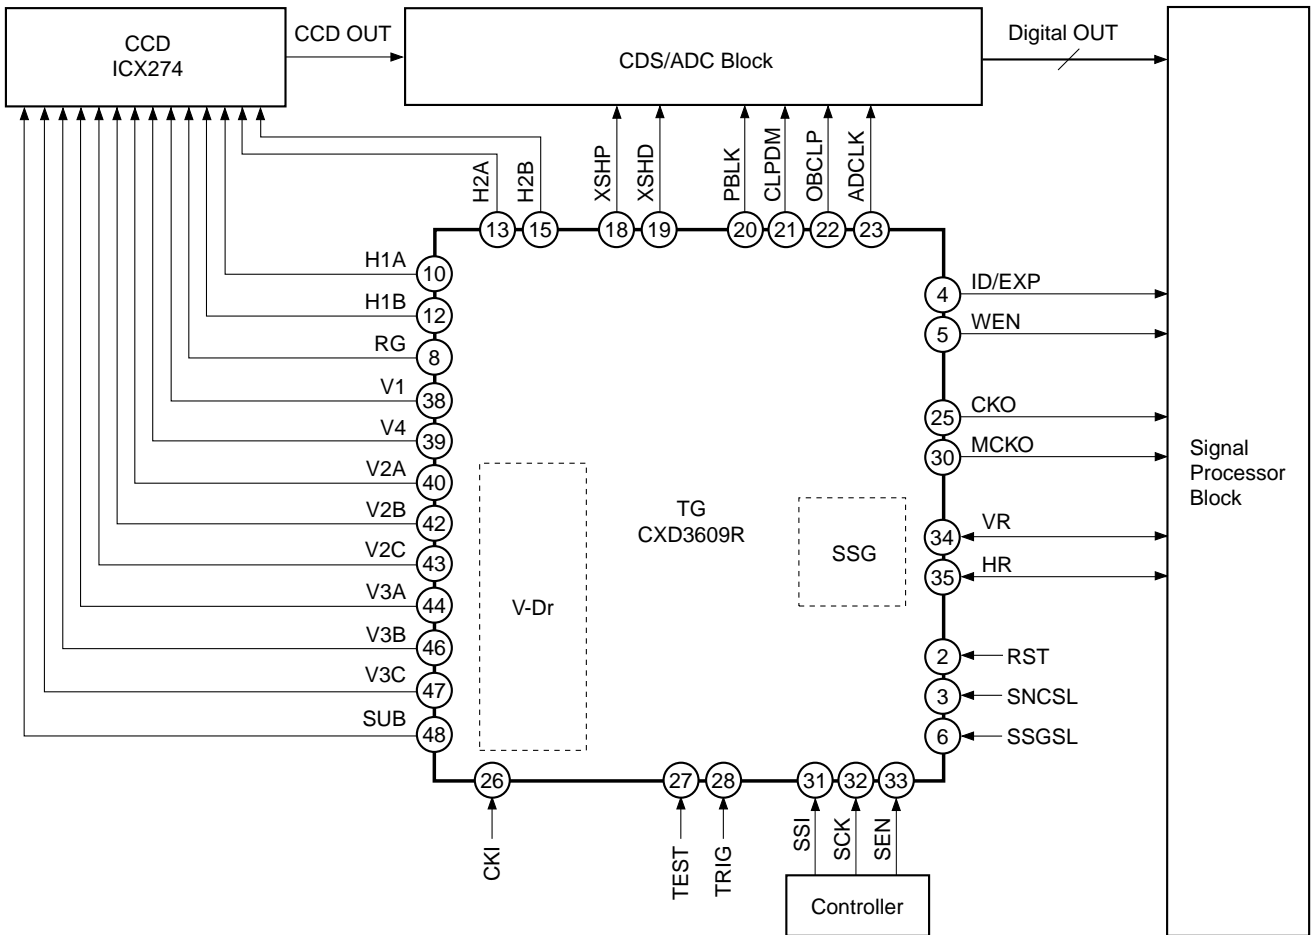 CCD
ICX274
CCD OUT
CDS/ADC Block
Digital OUT
H2A
H2B
XSHP
XSHD
PBLK
CLPDM
OBCLP
ADCLK
13
15
18
19
20
21
22
23
H1A
10
H1B
12
RG
8
V1
38
V4
39
V2A
40
V2B
42
V2C
43
V3A
44
V3B
46
V3C
47
SUB
48
V-Dr
TG
CXD3609R
SSG
4
ID/EXP
5
WEN
25
CKO
30
MCKO
34
VR
35
HR
2
RST
3
SNCSL
6
SSGSL
Signal
Processor
Block
26
27
28
31
32
33
CKI
TEST
TRIG
SSI
SCK
SEN
Controller